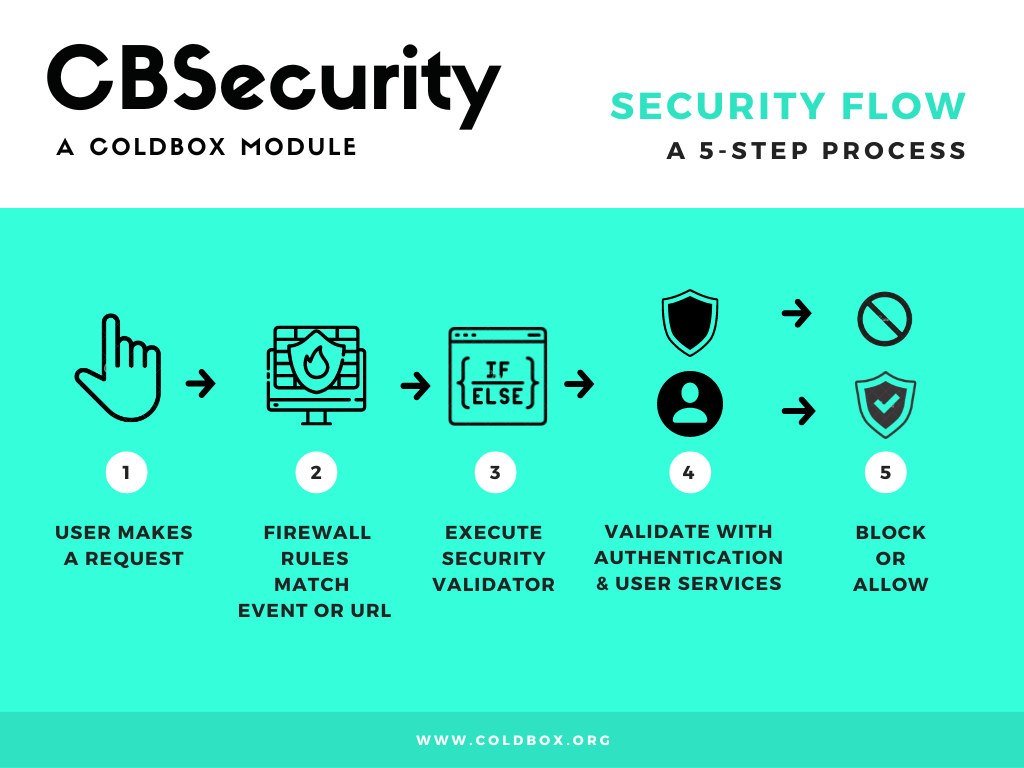 CBSecurity
A COLDBOX MODULE
SECURITY FLOW
A 5-STEP PROCESS
IF
ELSE
1
USER MAKES
A REQUEST
2
FIREWALL
RULES
MATCH
EVENT OR URL
3
EXECUTE
SECURITY
VALIDATOR
4
VALIDATE WITH
AUTHENTICATION
& USER SERVICES
5
BLOCK
OR
ALLOW
WWW.COLDBOX.ORG